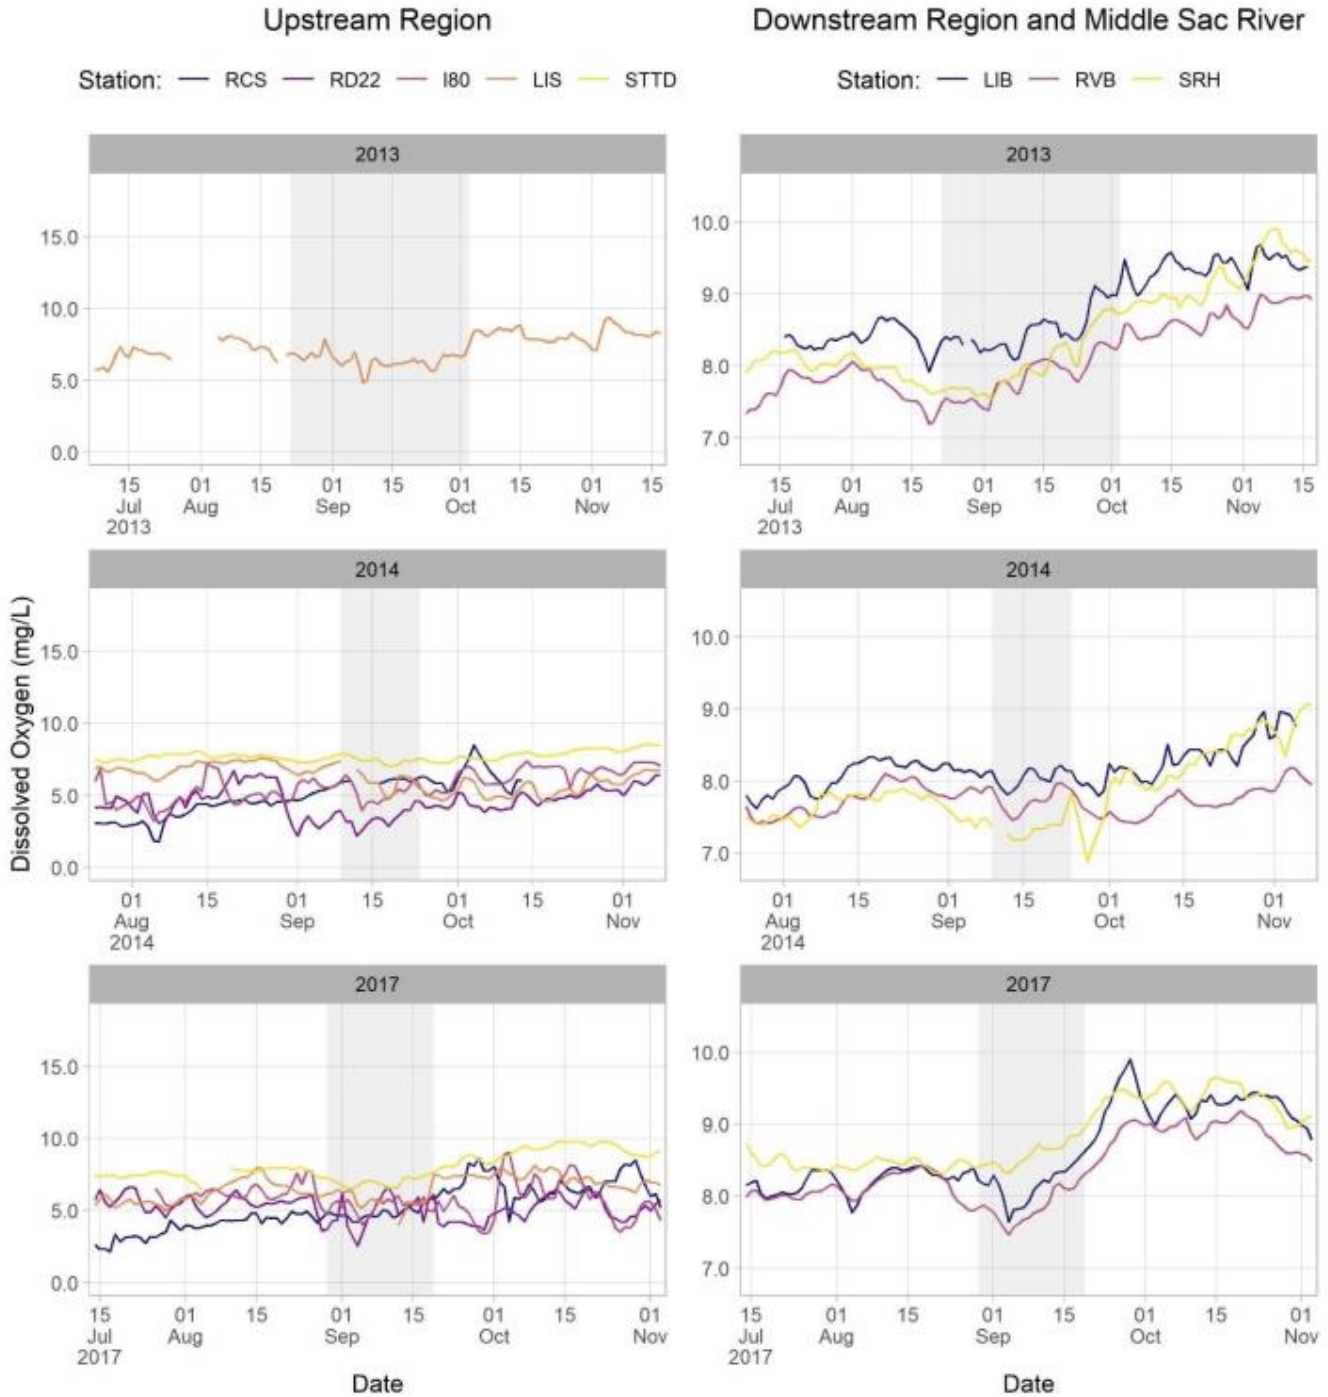 Upstream Region
Downstream Region and Middle Sac River
Station: RCS RD22 I80 LIS STTD
Station: LIB RVB SRH
2013
15.0
10.0
5.0
0.0
15 01 15 01 15 01 15 01 15
Jul Aug Sep Oct Nov
2013
2013
10.0
9.0
8.0
7.0
15 01 15 01 15 01 15 01 15
Jul Aug Sep Oct Nov
2013
Dissolved Oxygen (mg/L)
2014
15.0
10.0
5.0
0.0
01 15 01 15 01 15 01
Aug Sep Oct Nov
2014
2014
10.0
9.0
8.0
7.0
01 15 01 15 01 15 01
Aug Sep Oct Nov
2014
2017
15.0
10.0
5.0
0.0
15 01 15 01 15 01 15 01
Jul Aug Sep Oct Nov
2017
Date
2017
10.0
9.0
8.0
7.0
15 01 15 01 15 01 15 01
Jul Aug Sep Oct Nov
2017
Date